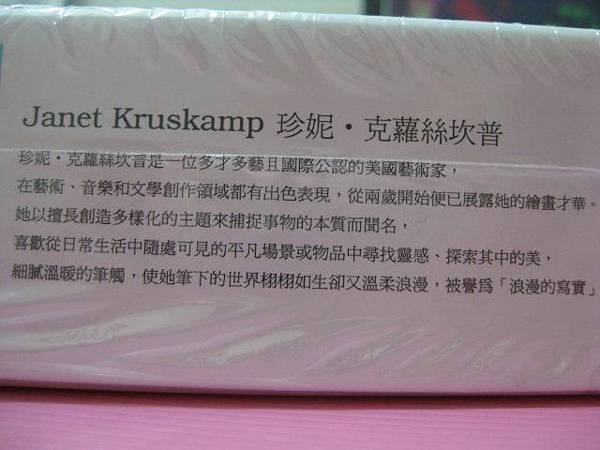 Janet Kruskamp 珍妮・克蘿絲坎普
珍妮・克蘿絲坎普是一位多才多藝且國際公認的美國藝術家，
在藝術、音樂和文學創作領域都有出色表現，從兩歲開始便已展露她的繪畫才華。
她以擅長創造多樣化的主題來捕捉事物的本質而聞名，
喜歡從日常生活中隨處可見的平凡場景或物品中尋找靈感、探索其中的美，
細膩溫暖的筆觸，使她筆下的世界栩栩如生卻又溫柔浪漫，被譽為「浪漫的寫實」